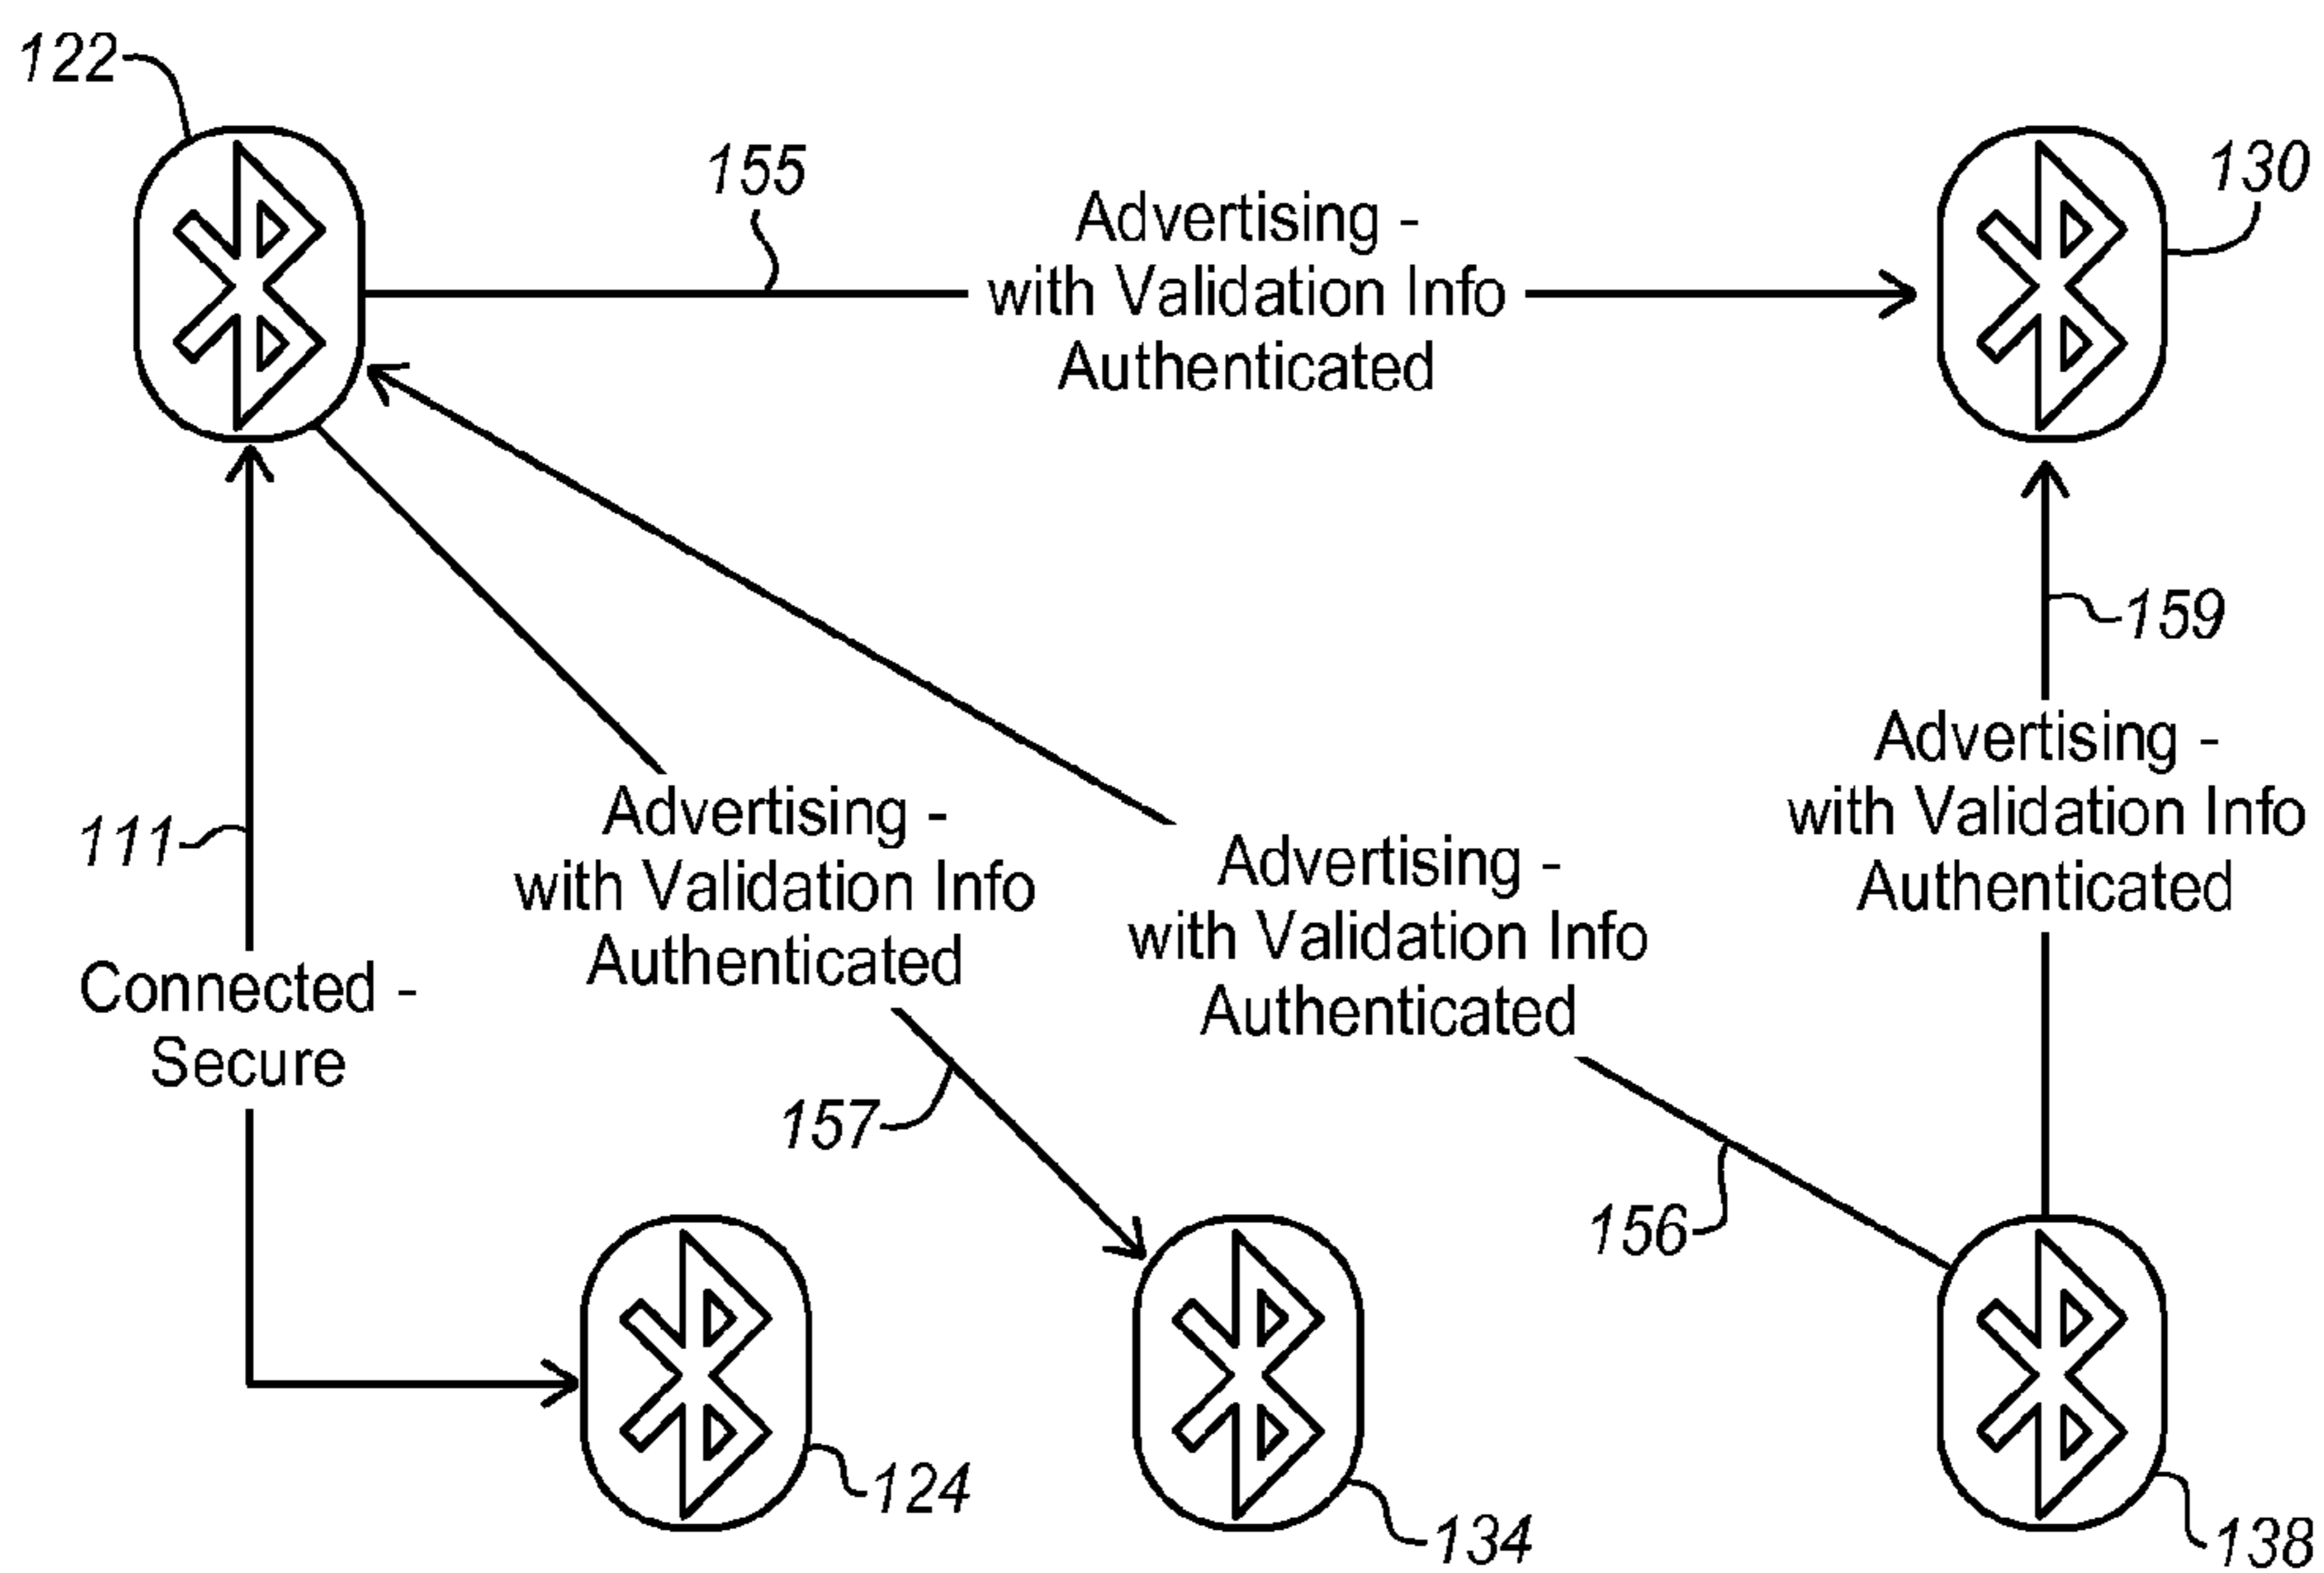 122
155
130
Advertising -
with Validation Info
Authenticated
159
111
Advertising -
with Validation Info
Authenticated
Advertising -
with Validation Info
Authenticated
Advertising -
with Validation Info
Authenticated
Connected -
Secure
157
156
124
134
138